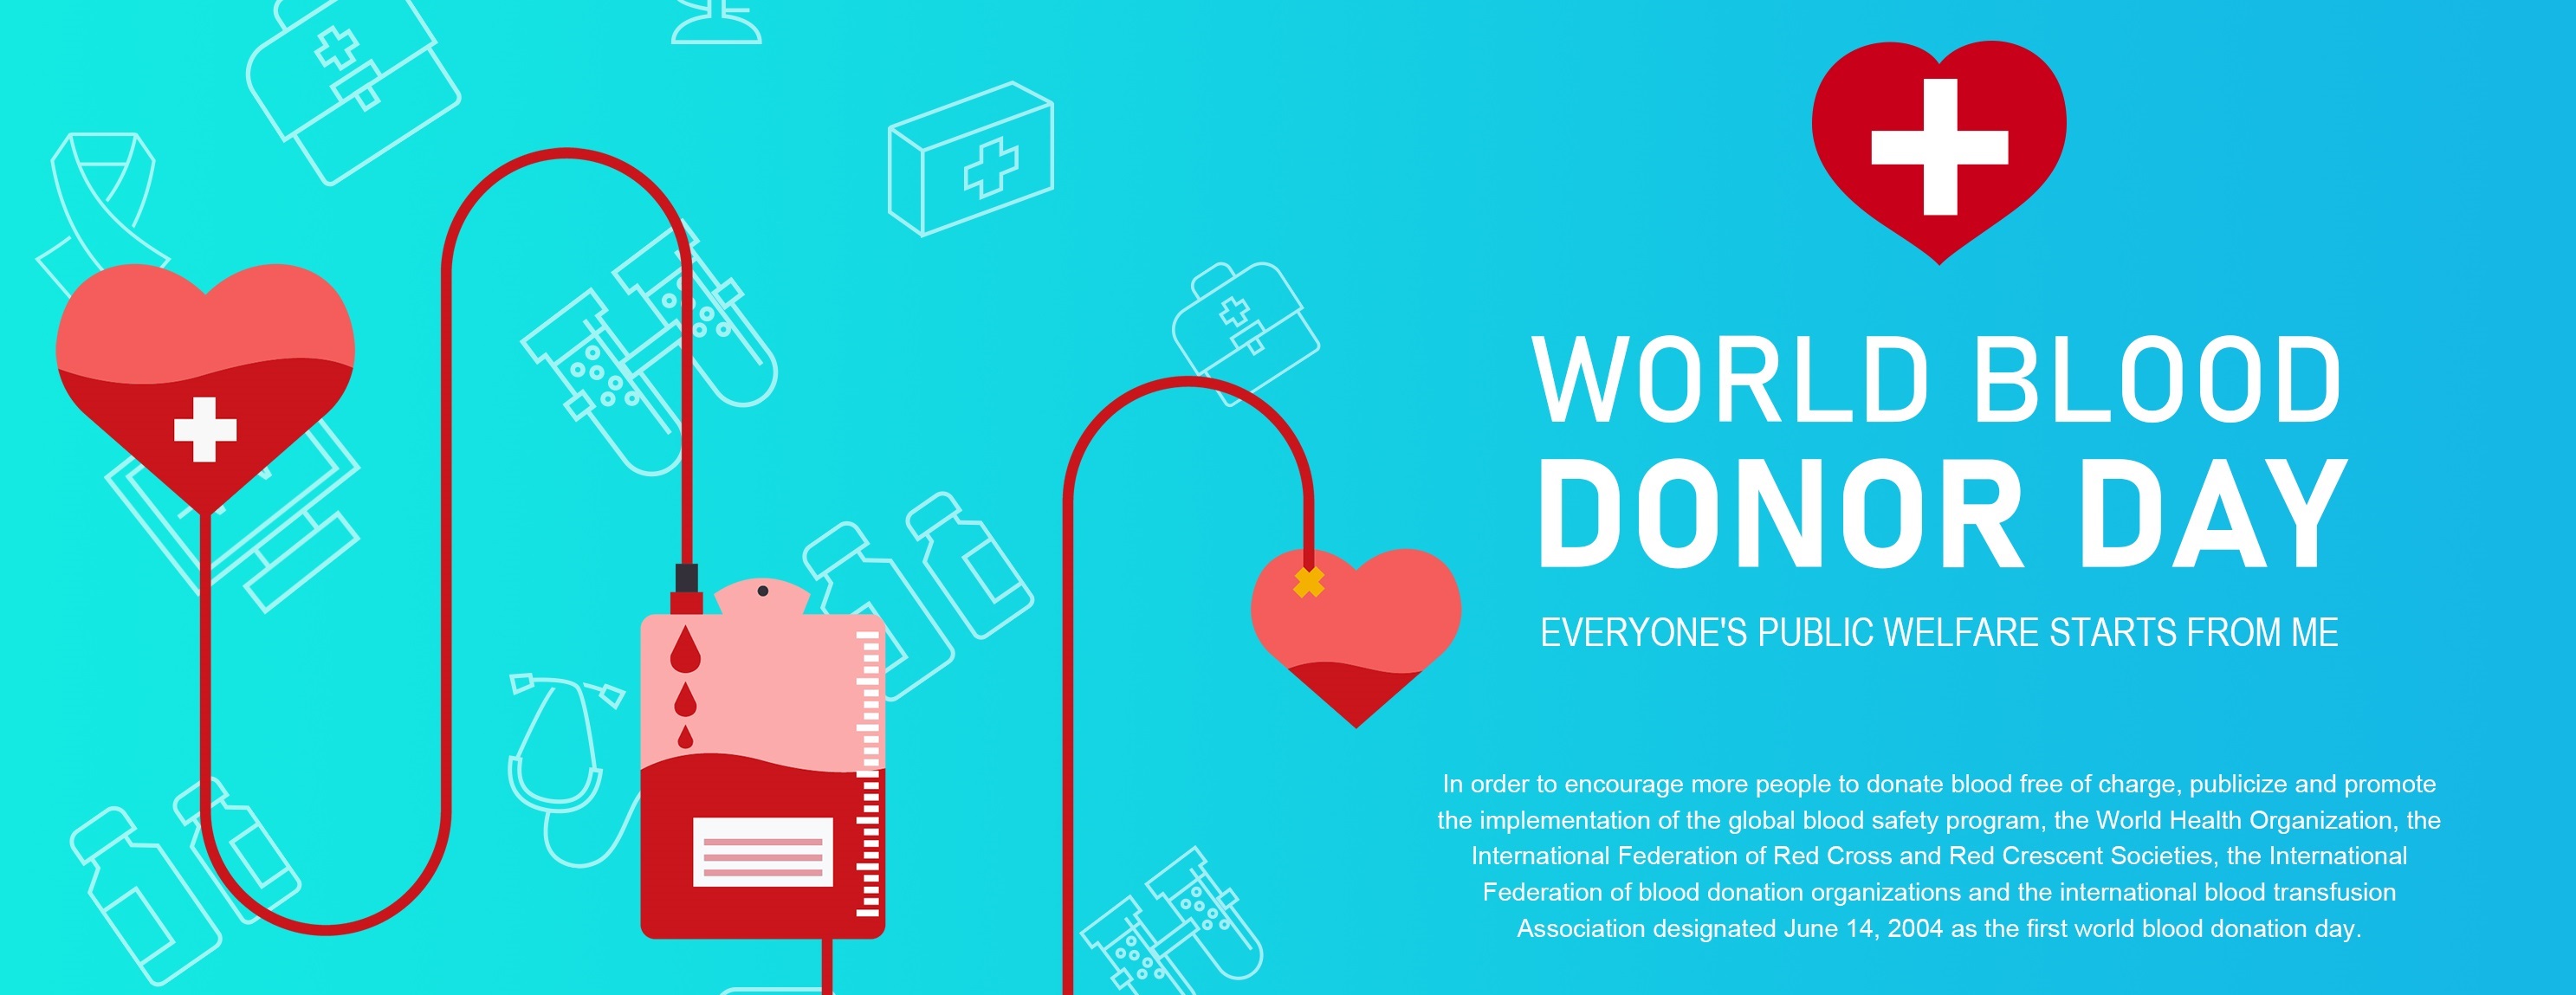 WORLD BLOOD
DONOR DAY
EVERYONE'S PUBLIC WELFARE STARTS FROM ME
In order to encourage more people to donate blood free of charge, publicize and promote
the implementation of the global blood safety program, the World Health Organization, the
International Federation of Red Cross and Red Crescent Societies, the International
Federation of blood donation organizations and the international blood transfusion
Association designated June 14, 2004 as the first world blood donation day.